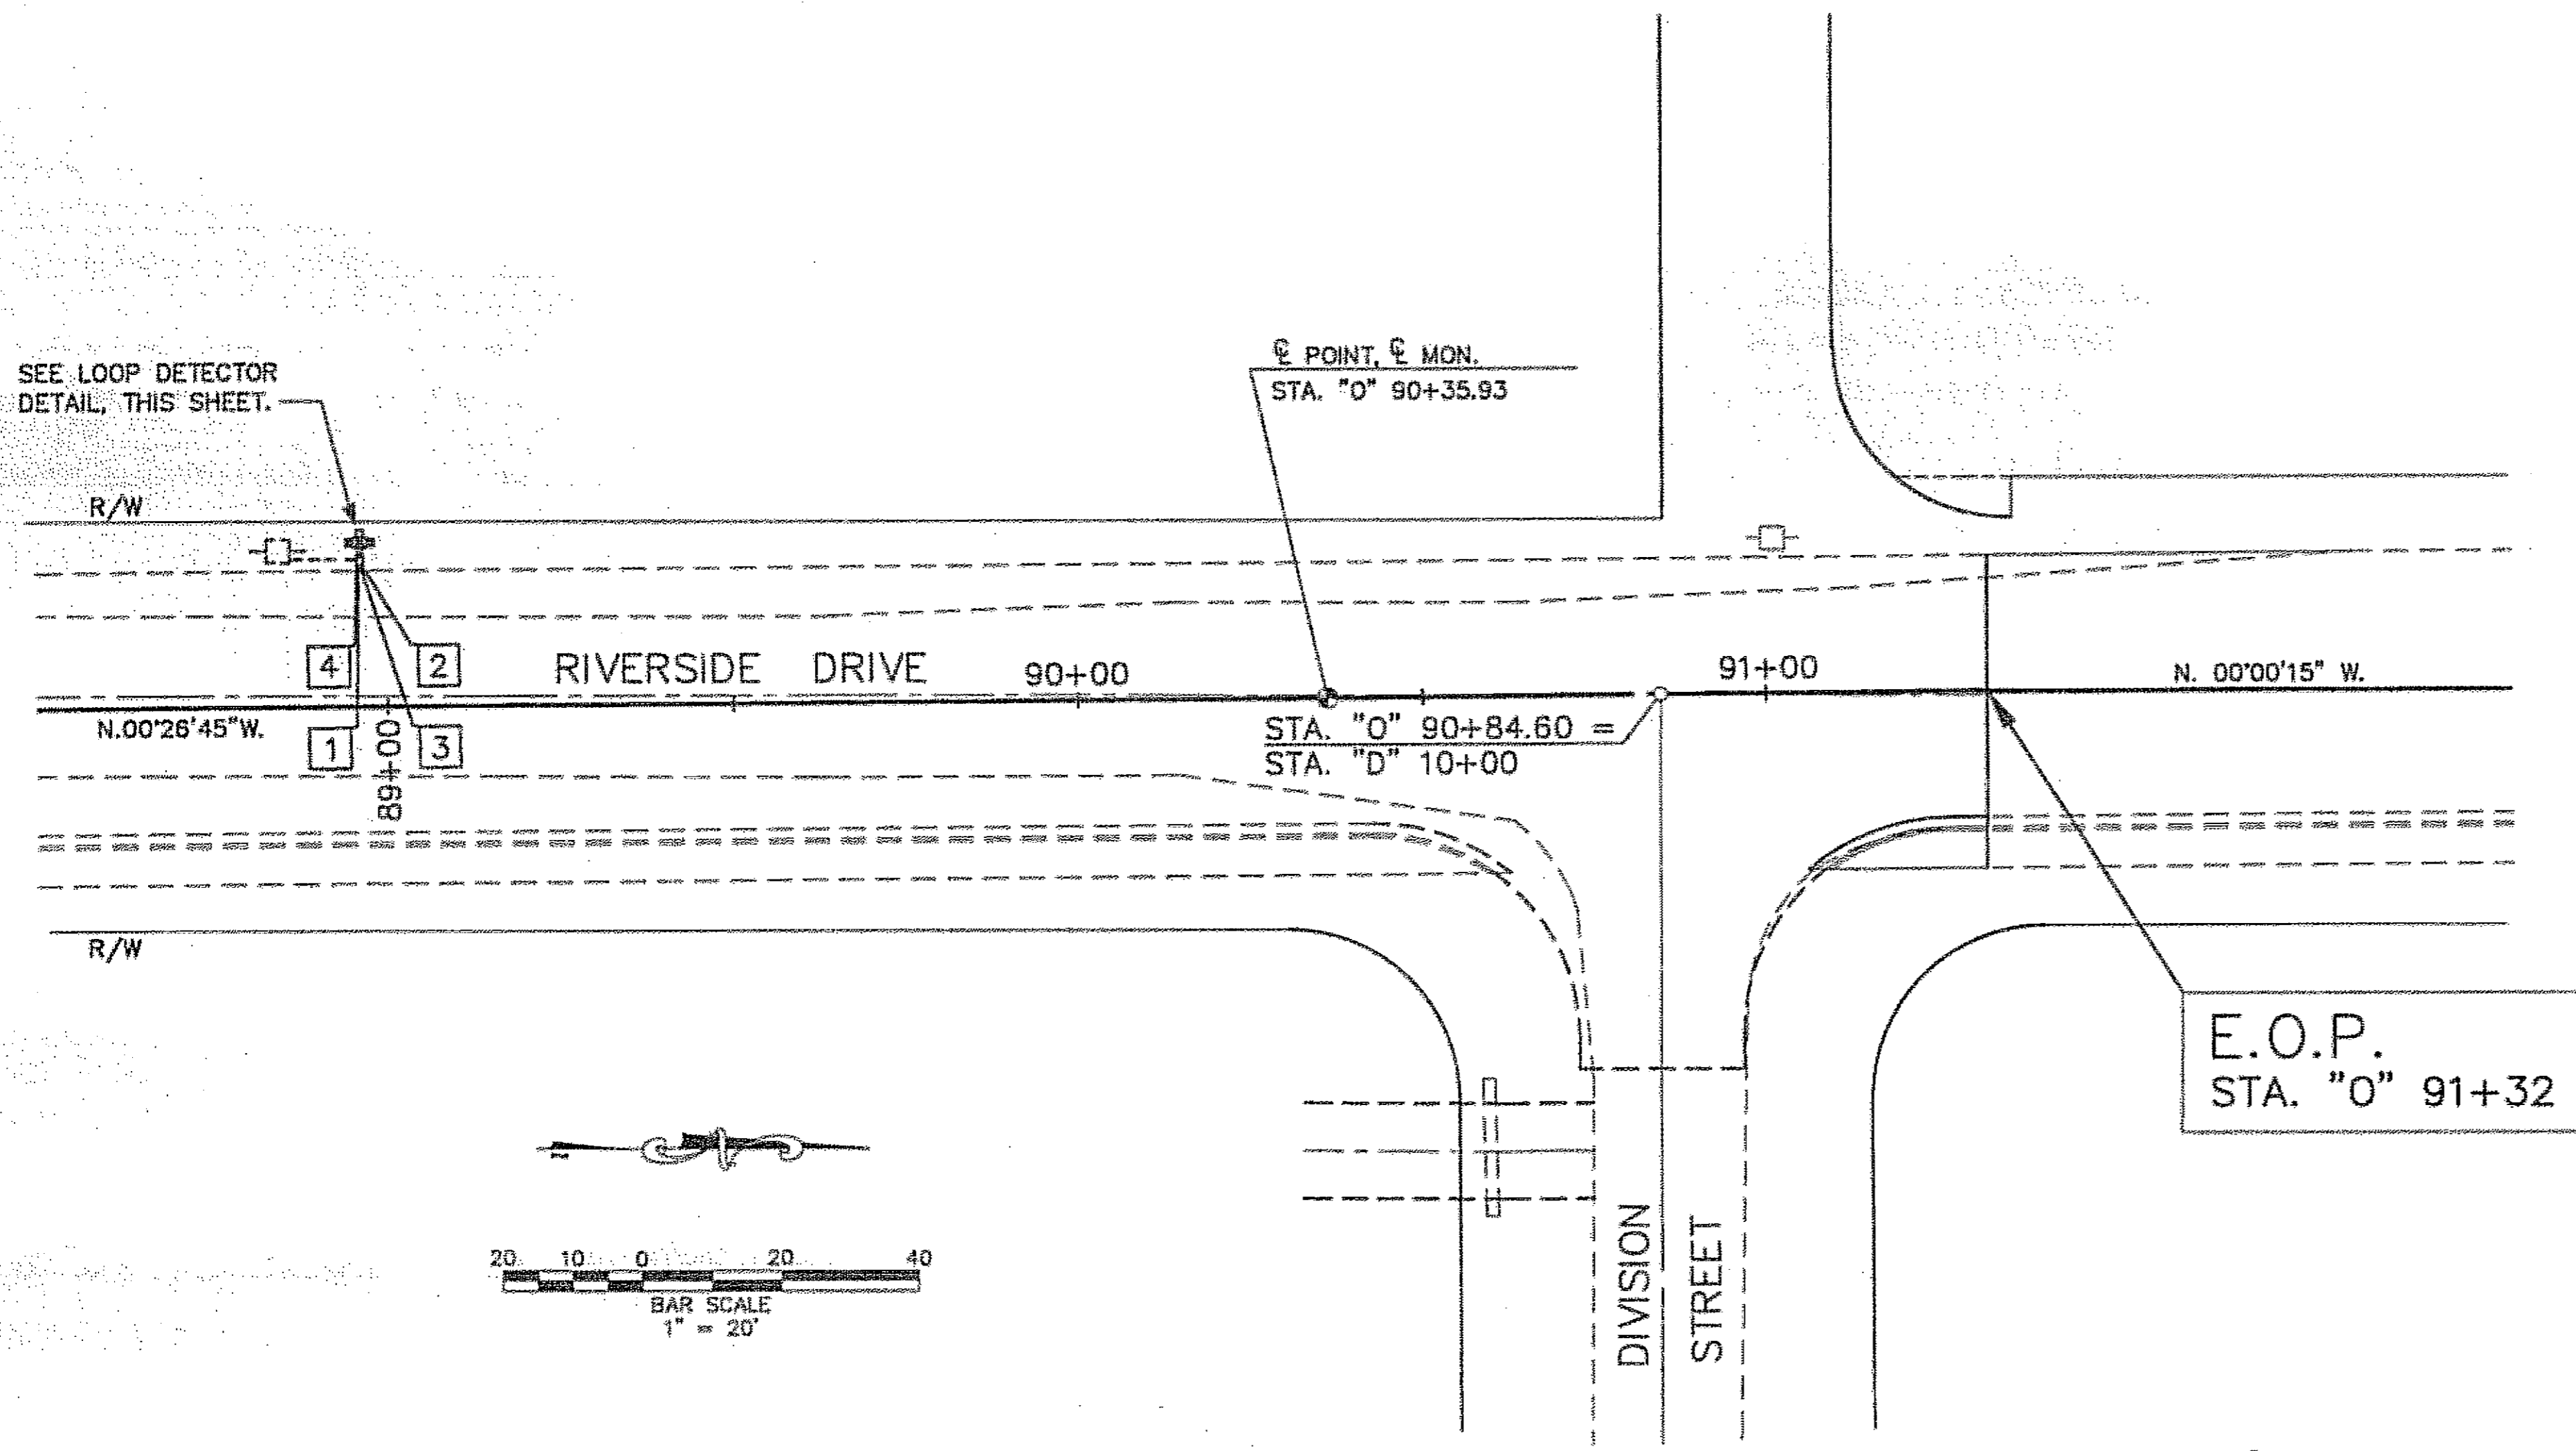 SEE LOOP DETECTOR
DETAIL, THIS SHEET.
℄ POINT, ℄ MON.
STA. "O" 90+35.93
R/W
4
2
RIVERSIDE DRIVE
90+00
91+00
N. 00°00'15" W.
N.00°26'45"W.
1
89+00
3
STA. "O" 90+84.60 =
STA. "D" 10+00
R/W
E.O.P.
STA. "O" 91+32
DIVISION
STREET
20 10 0 20 40
BAR SCALE
1" = 20'